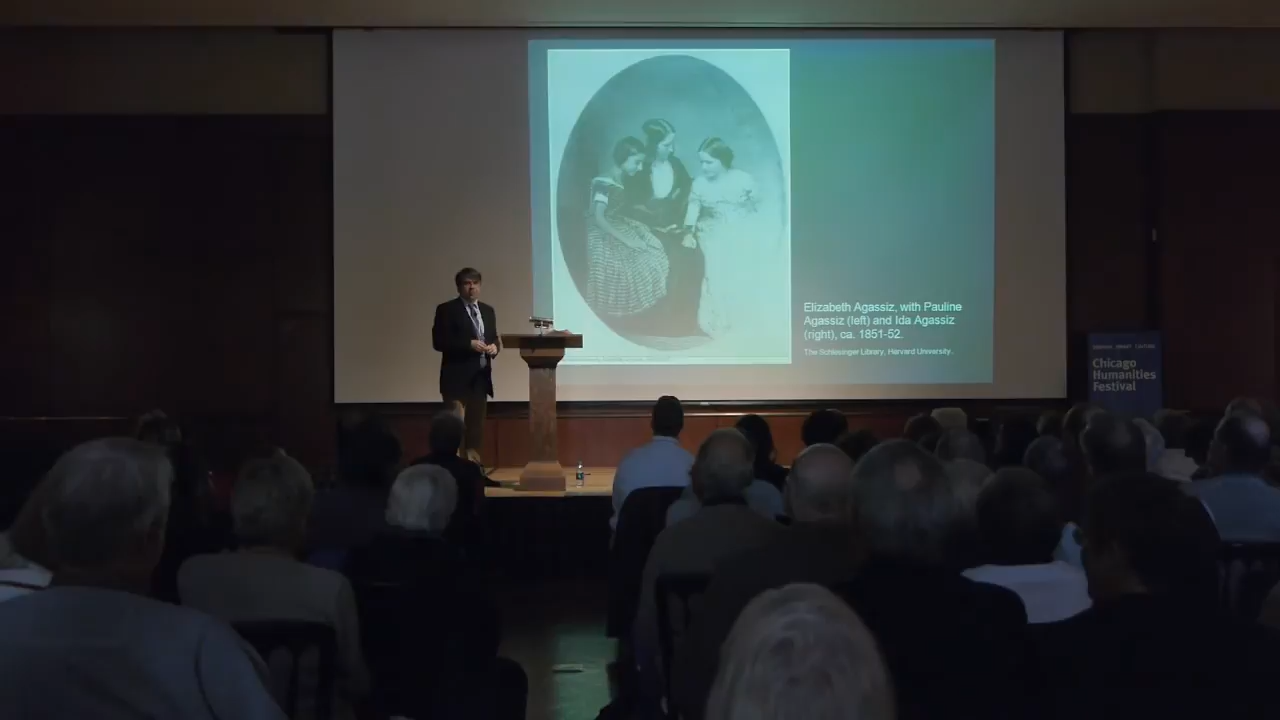 Elizabeth Agassiz, with Pauline
Agassiz (left) and Ida Agassiz
(right), ca. 1851-52.
The Schlesinger Library, Harvard University.
Chicago
Humanities
Festival